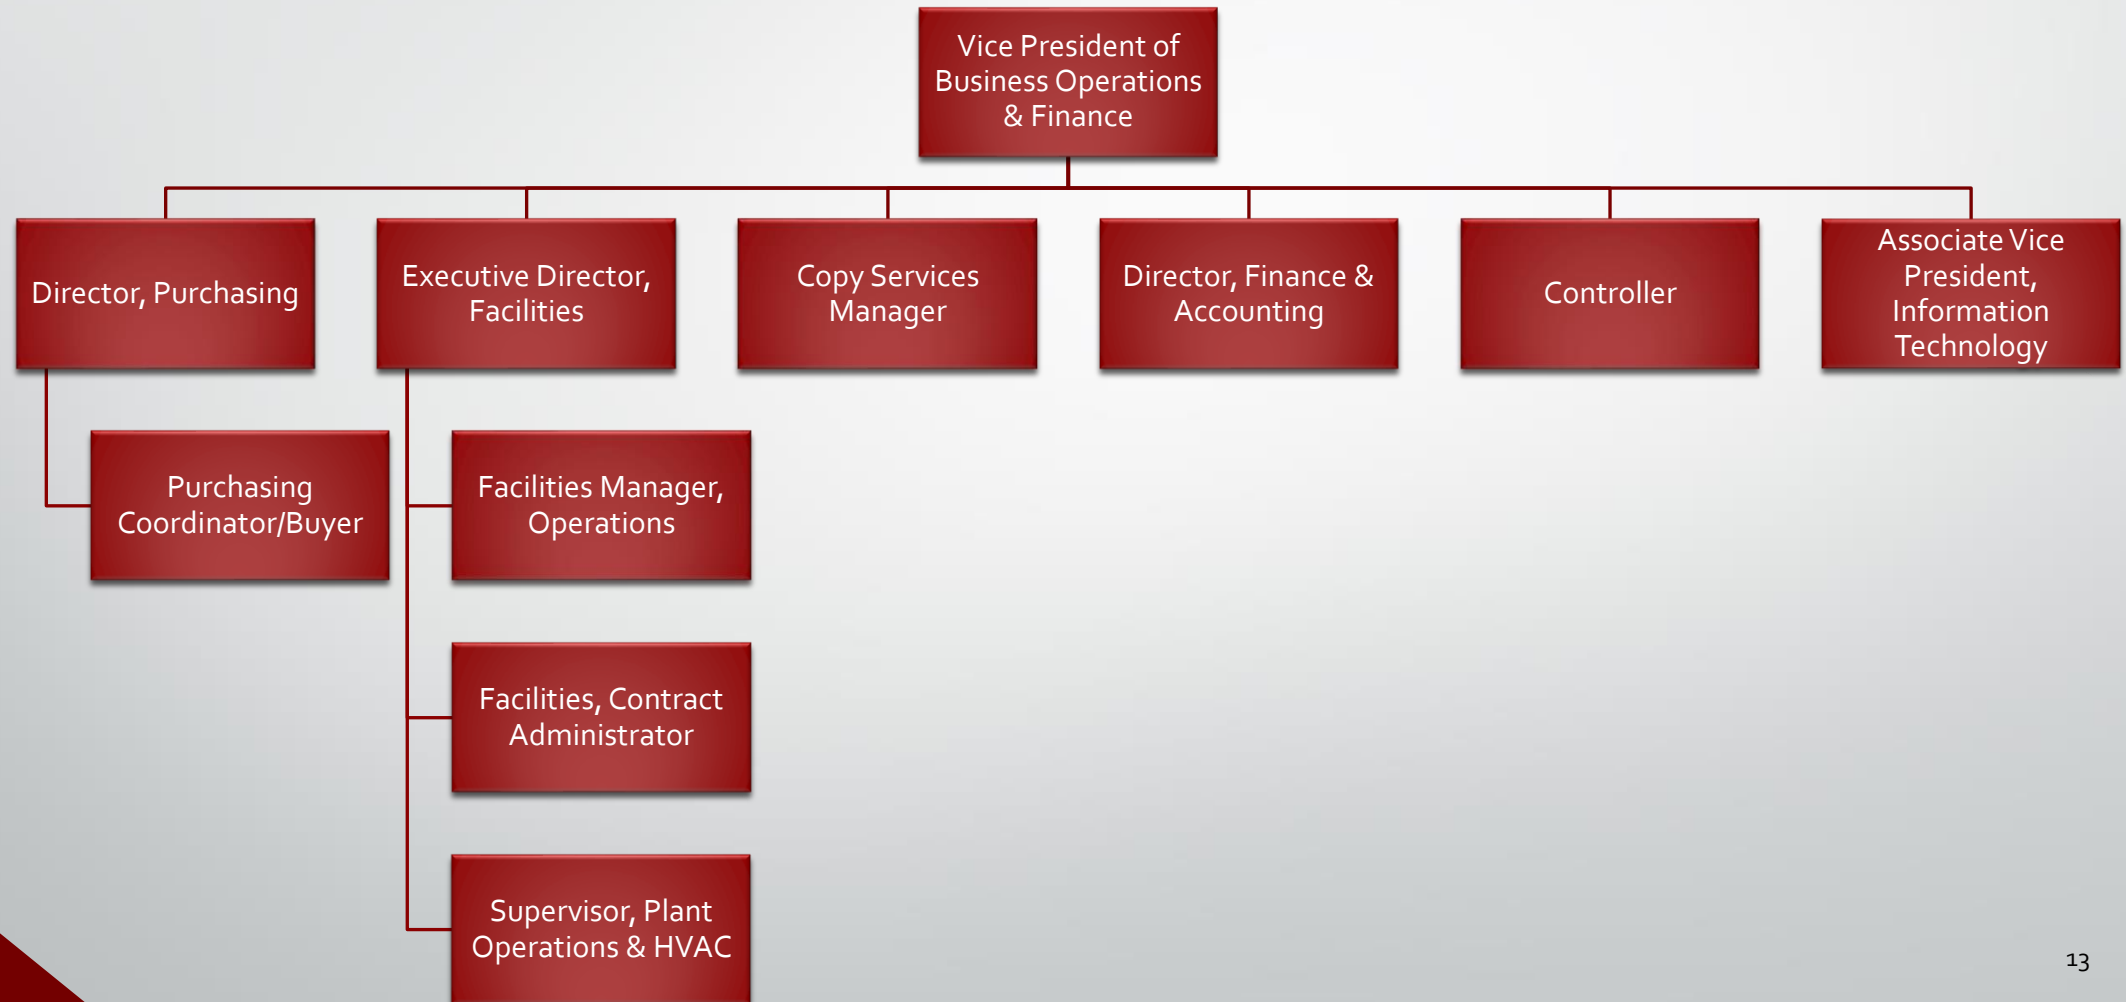 Vice President of
Business Operations
& Finance
Director, Purchasing
Executive Director,
Facilities
Copy Services
Manager
Director, Finance &
Accounting
Controller
Associate Vice
President,
Information
Technology
Purchasing
Coordinator/Buyer
Facilities Manager,
Operations
Facilities, Contract
Administrator
Supervisor, Plant
Operations & HVAC
13